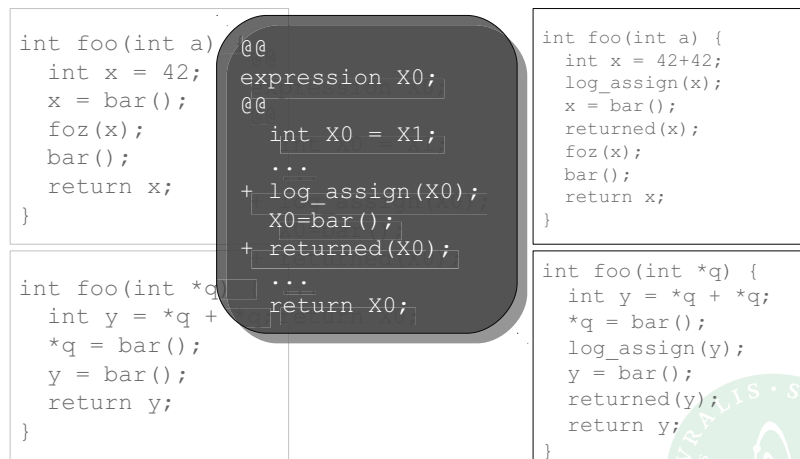 int foo(int a)
int x = 42;
x = bar();
foz(x);
bar();
return x;
}
int foo(int *q)
int y = *q + *q;
*q = bar();
y = bar();
return y;
}
@@
expression X0;
@@
int X0 = X1;
...
+ log_assign(X0);
X0=bar();
+ returned(X0);
...
return X0;
int foo(int a) {
int x = 42+42;
log_assign(x);
x = bar();
returned(x);
foz(x);
bar();
return x;
}
int foo(int *q) {
int y = *q + *q;
*q = bar();
log_assign(y);
y = bar();
returned(y);
return y;
}